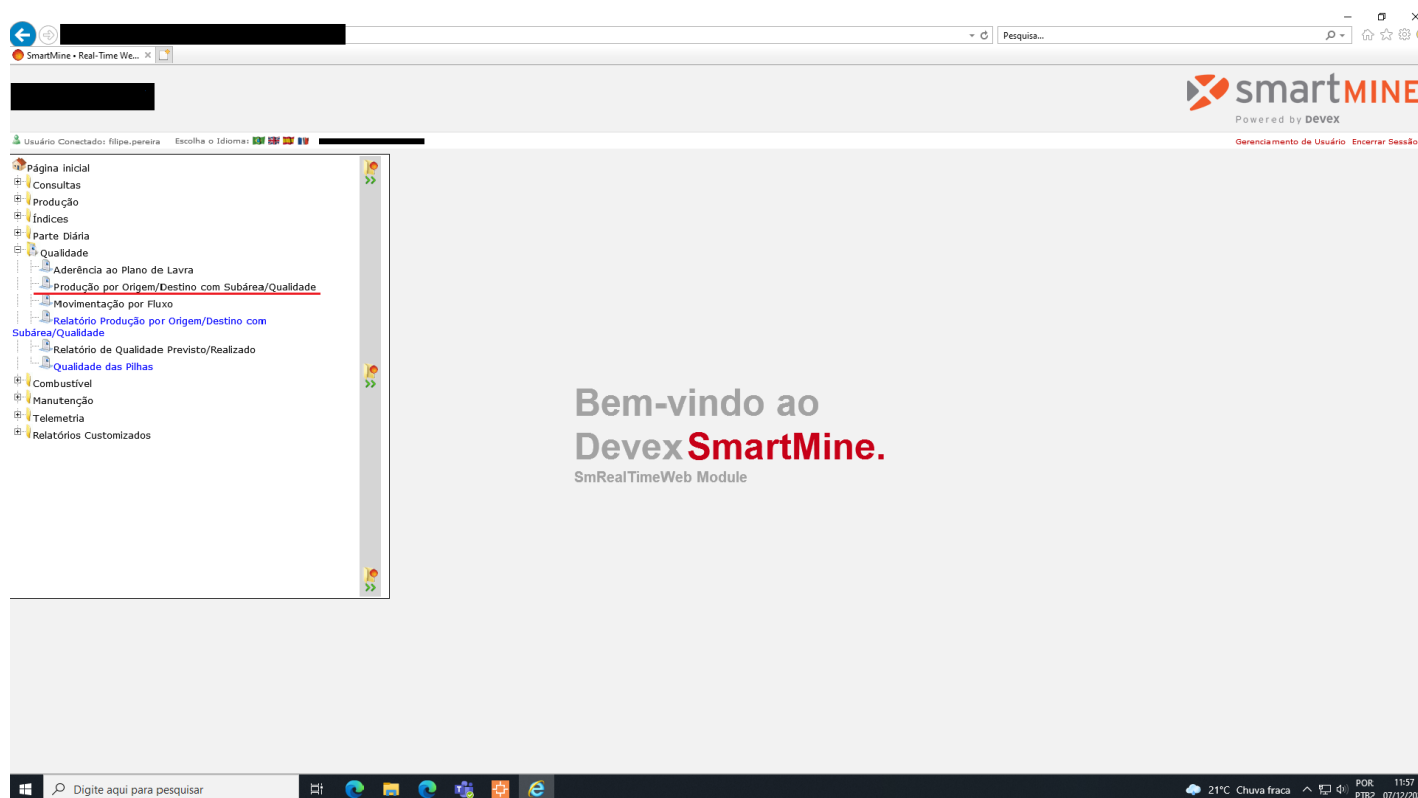 Pesquisa...
SmartMine • Real-Time We...
smartMINE
Powered by Devex
Usuário Conectado: filipe.pereira Escolha o Idioma:
Gerenciamento de Usuário Encerrar Sessão
Página inicial
Consultas
Produção
Índices
Parte Diária
Qualidade
Aderência ao Plano de Lavra
Produção por Origem/Destino com Subárea/Qualidade
Movimentação por Fluxo
Relatório Produção por Origem/Destino com
Subárea/Qualidade
Relatório de Qualidade Previsto/Realizado
Qualidade das Pilhas
Combustível
Manutenção
Telemetria
Relatórios Customizados
Bem-vindo ao
Devex SmartMine.
SmRealTimeWeb Module
Digite aqui para pesquisar
21°C Chuva fraca
POR 11:57
PTB2 07/12/20